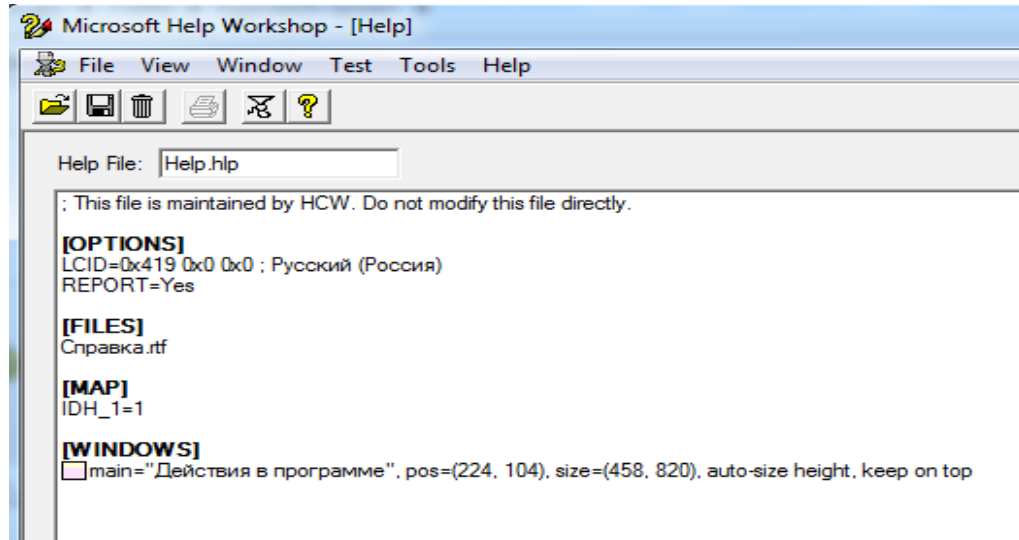 Microsoft Help Workshop - [Help]
File View Window Test Tools Help
Help File: Help.hlp
; This file is maintained by HCW. Do not modify this file directly.
[OPTIONS]
LCID=0x419 0x0 0x0 ; Русский (Россия)
REPORT=Yes
[FILES]
Справка.rtf
[MAP]
IDH_1=1
[WINDOWS]
main="Действия в программе", pos=(224, 104), size=(458, 820), auto-size height, keep on top